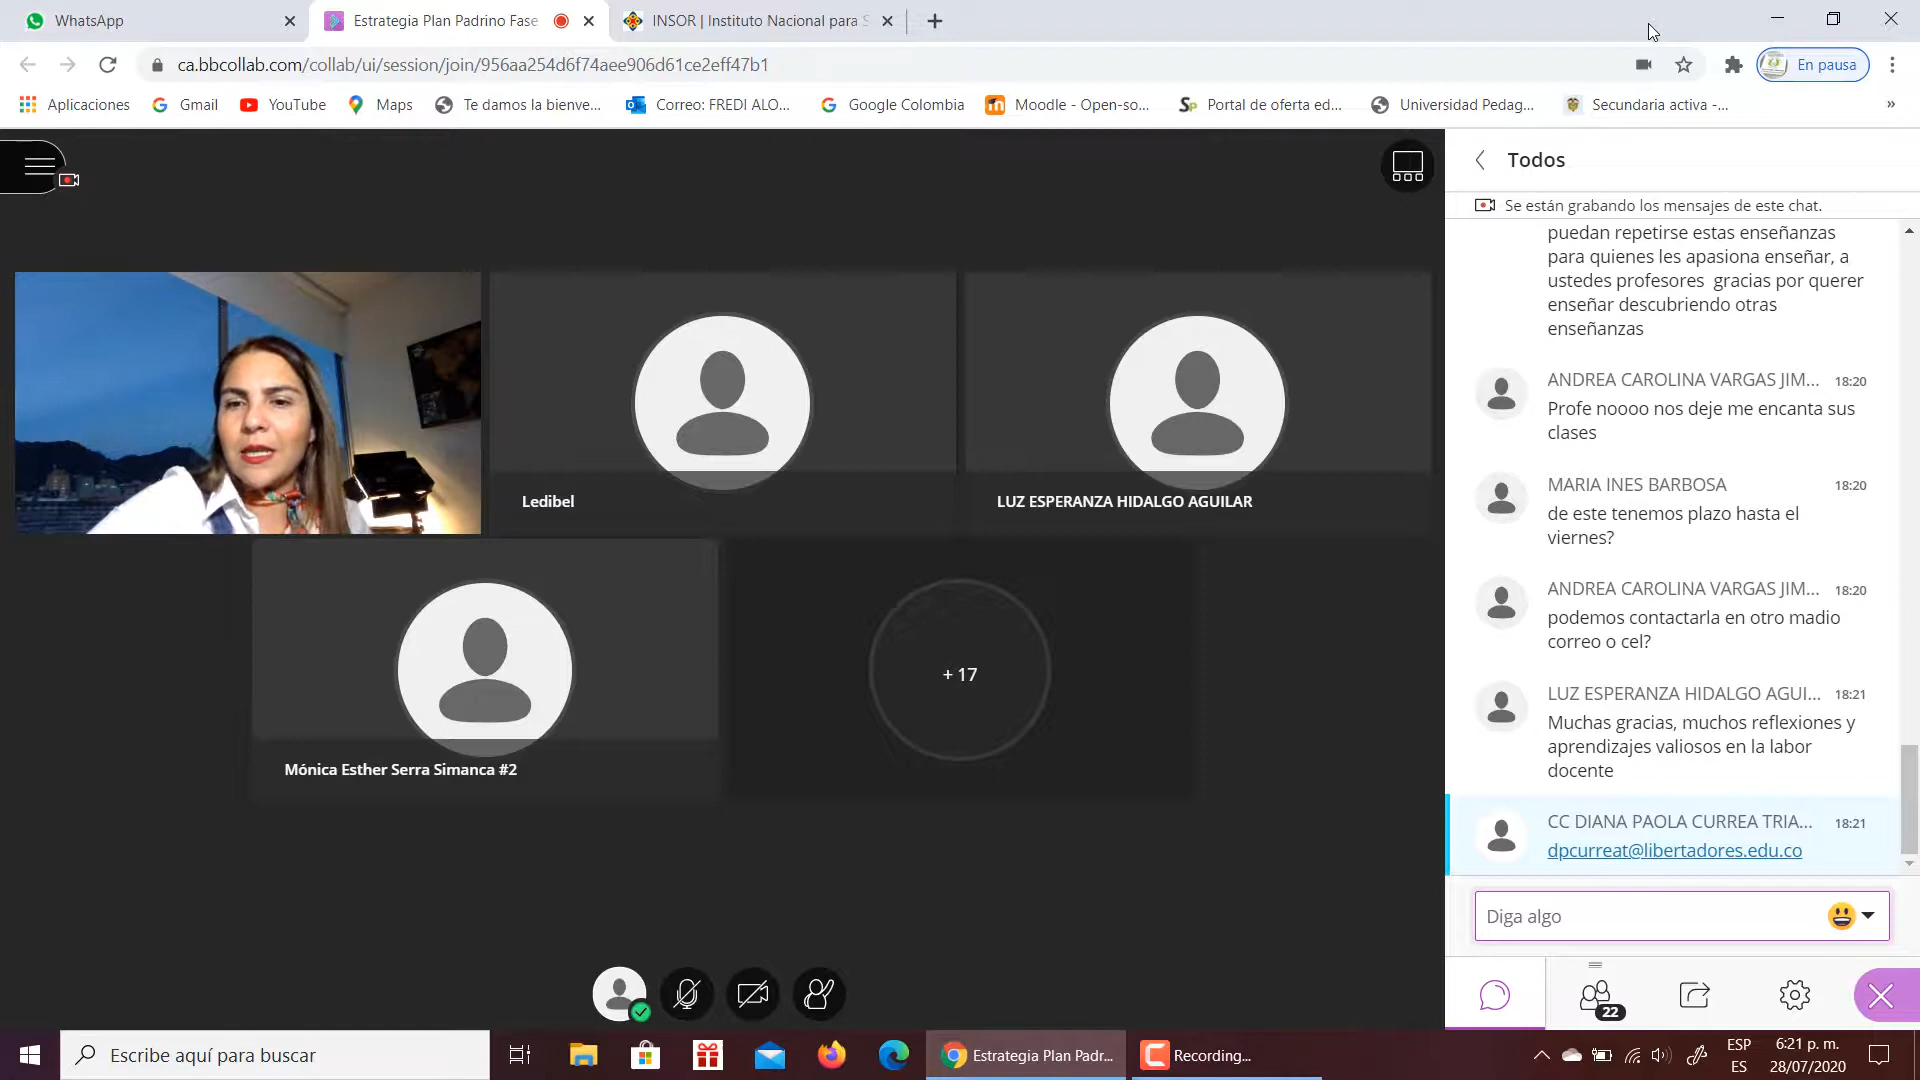 WhatsApp
Estrategia Plan Padrino Fase
INSOR | Instituto Nacional para S
ca.bbcollab.com/collab/ui/session/join/956aa254d6f74aee906d61ce2eff47b1
En pausa
Aplicaciones
Gmail
YouTube
Maps
Te damos la bienve...
Correo: FREDI ALO...
Google Colombia
Moodle - Open-so...
Portal de oferta ed...
Universidad Pedag...
Secundaria activa -...
»
Ledibel
LUZ ESPERANZA HIDALGO AGUILAR
Mónica Esther Serra Simanca #2
+ 17
Todos
Se están grabando los mensajes de este chat.
puedan repetirse estas enseñanzas
para quienes les apasiona enseñar, a
ustedes profesores gracias por querer
enseñar descubriendo otras
enseñanzas
ANDREA CAROLINA VARGAS JIM... 18:20
Profe noooo nos deje me encanta sus
clases
MARIA INES BARBOSA 18:20
de este tenemos plazo hasta el
viernes?
ANDREA CAROLINA VARGAS JIM... 18:20
podemos contactarla en otro madio
correo o cel?
LUZ ESPERANZA HIDALGO AGUI... 18:21
Muchas gracias, muchos reflexiones y
aprendizajes valiosos en la labor
docente
CC DIANA PAOLA CURREA TRIA... 18:21
dpcurreat@libertadores.edu.co
Diga algo
22
Escribe aquí para buscar
Estrategia Plan Padr...
Recording...
ESP
ES
6:21 p. m.
28/07/2020